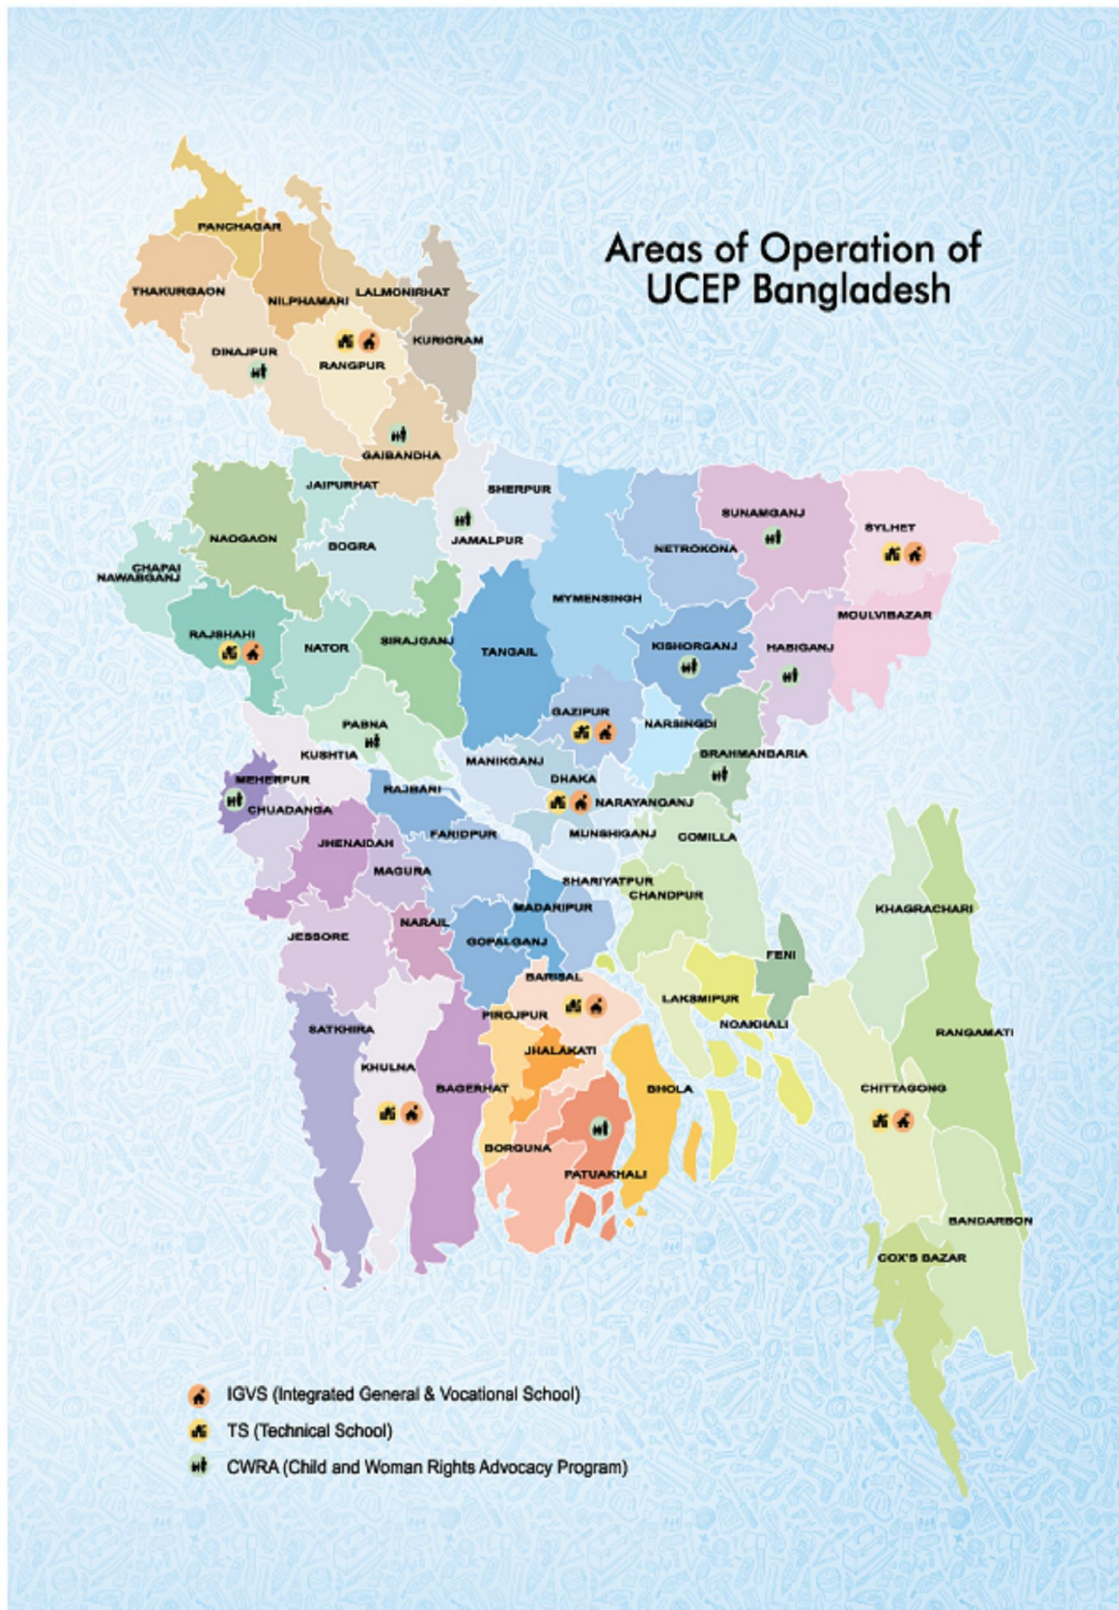 Areas of Operation of
UCEP Bangladesh
PANCHAGAR
THAKURGAON
NILPHAMARI
LALMONIRHAT
KURIGRAM
DINAJPUR
RANGPUR
GAIBANDHA
JAIPURHAT
SHERPUR
SUNAMGANJ
SYLHET
NAOGAON
BOGRA
JAMALPUR
NETROKONA
CHAPAI
NAWABGANJ
MYMENSINGH
MOULVIBAZAR
RAJSHAHI
NATOR
SIRAJGANJ
TANGAIL
KISHORGANJ
HABIGANJ
GAZIPUR
NARSINGDI
PABNA
KUSHTIA
MANIKGANJ
BRAHMANBARIA
MEHERPUR
DHAKA
RAJBARI
CHUADANGA
NARAYANGANJ
JHENAIDAH
FARIDPUR
MUNSHIGANJ
COMILLA
MAGURA
SHARIYATPUR
CHANDPUR
MADARIPUR
KHAGRACHARI
NARAIL
JESSORE
GOPALGANJ
FENI
BARISAL
LAKSMIPUR
PIROJPUR
NOAKHALI
SATKHIRA
RANGAMATI
JHALAKATI
KHULNA
BAGERHAT
BHOLA
CHITTAGONG
BORGUNA
PATUAKHALI
BANDARBON
COX'S BAZAR
IGVS (Integrated General & Vocational School)
TS (Technical School)
CWRA (Child and Woman Rights Advocacy Program)